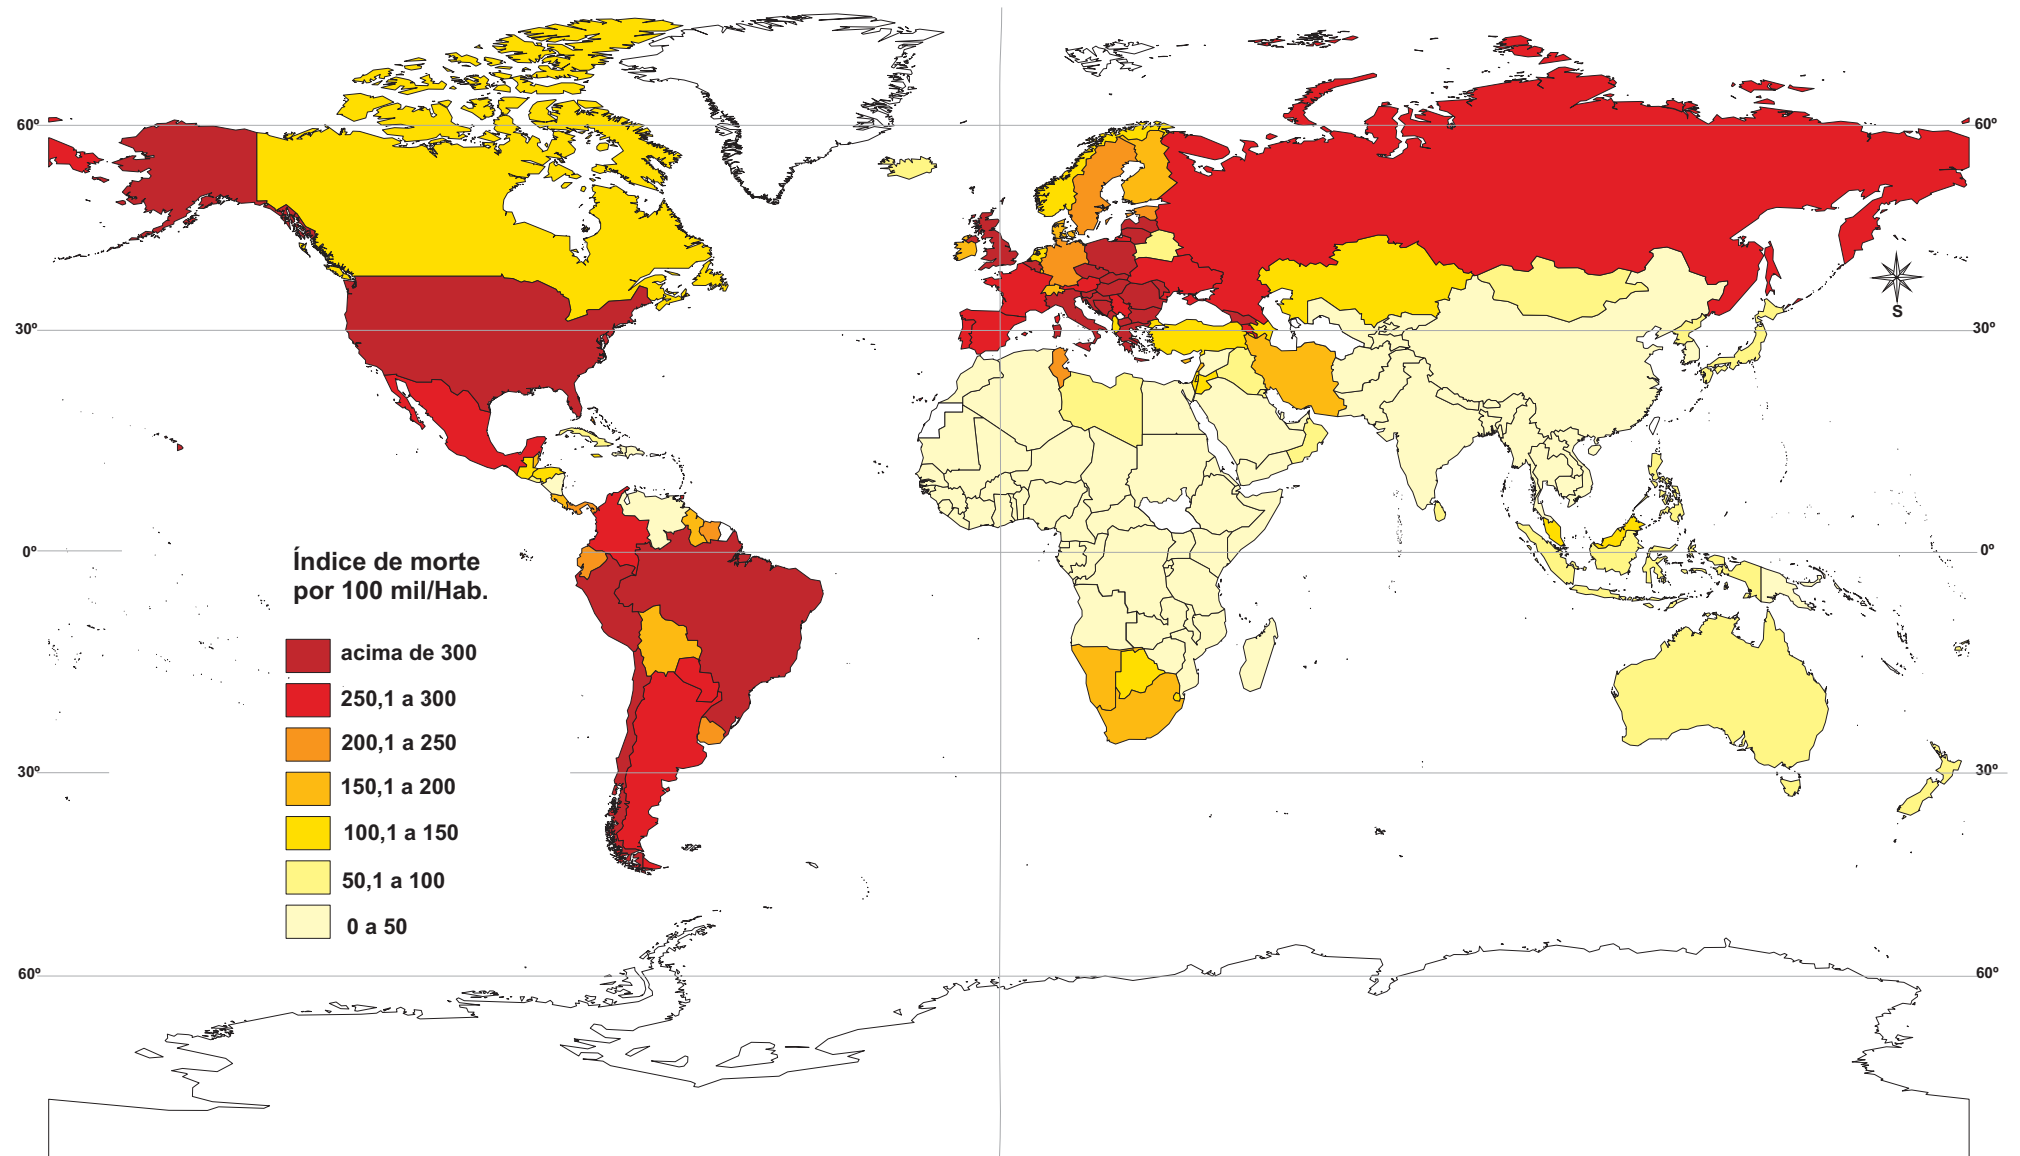 60º
60º
S
30º
30º
0º
0º
Índice de morte
por 100 mil/Hab.
acima de 300
250,1 a 300
200,1 a 250
150,1 a 200
100,1 a 150
50,1 a 100
0 a 50
30º
30º
60º
60º